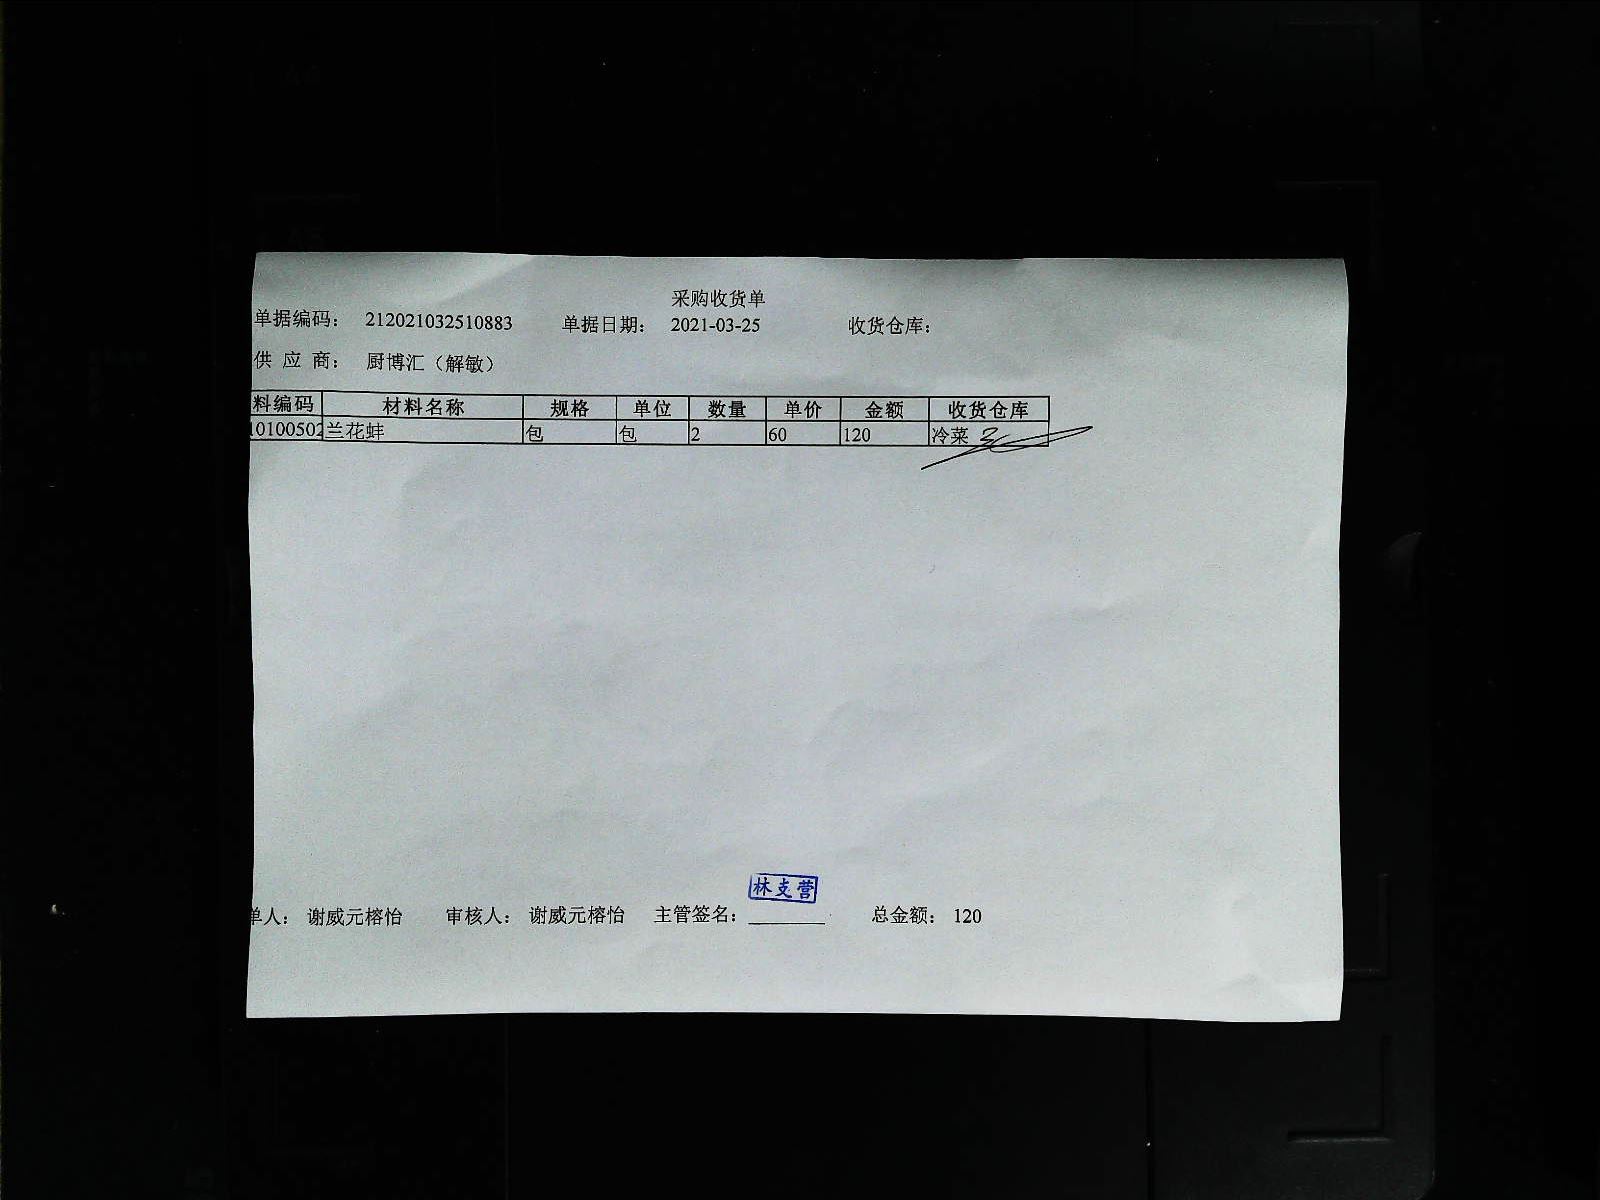 采购收货单
单据编码： 212021032510883 单据日期： 2021-03-25 收货仓库：
供 应 商： 厨博汇（解敏）
料编码 材料名称 规格 单位 数量 单价 金额 收货仓库
10100502 兰花蚌 包 包 2 60 120 冷菜
林支营
单人： 谢威元榕怡 审核人： 谢威元榕怡 主管签名： 总金额： 120